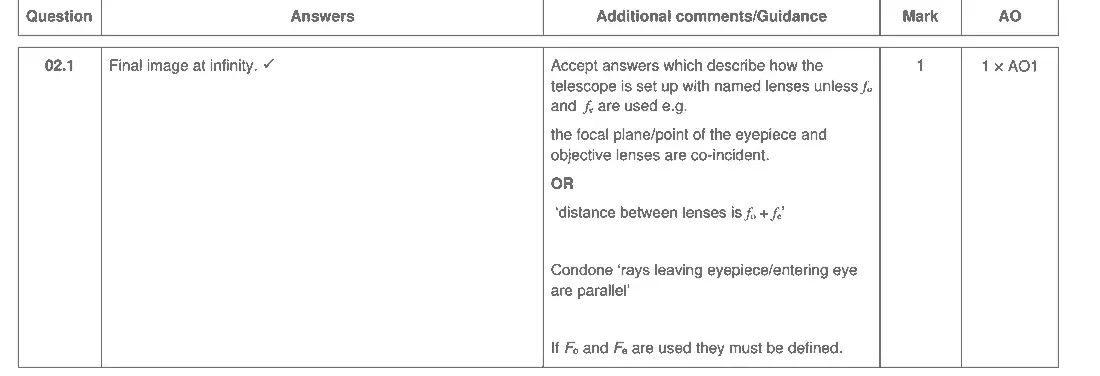 Question Answers Additional comments/Guidance Mark AO
02.1 Final image at infinity. ✓ Accept answers which describe how the 1 1 × AO1
telescope is set up with named lenses unless fo
and fe are used e.g.
the focal plane/point of the eyepiece and
objective lenses are co-incident.
OR
'distance between lenses is fo + fe'
Condone 'rays leaving eyepiece/entering eye
are parallel'
If Fo and Fe are used they must be defined.